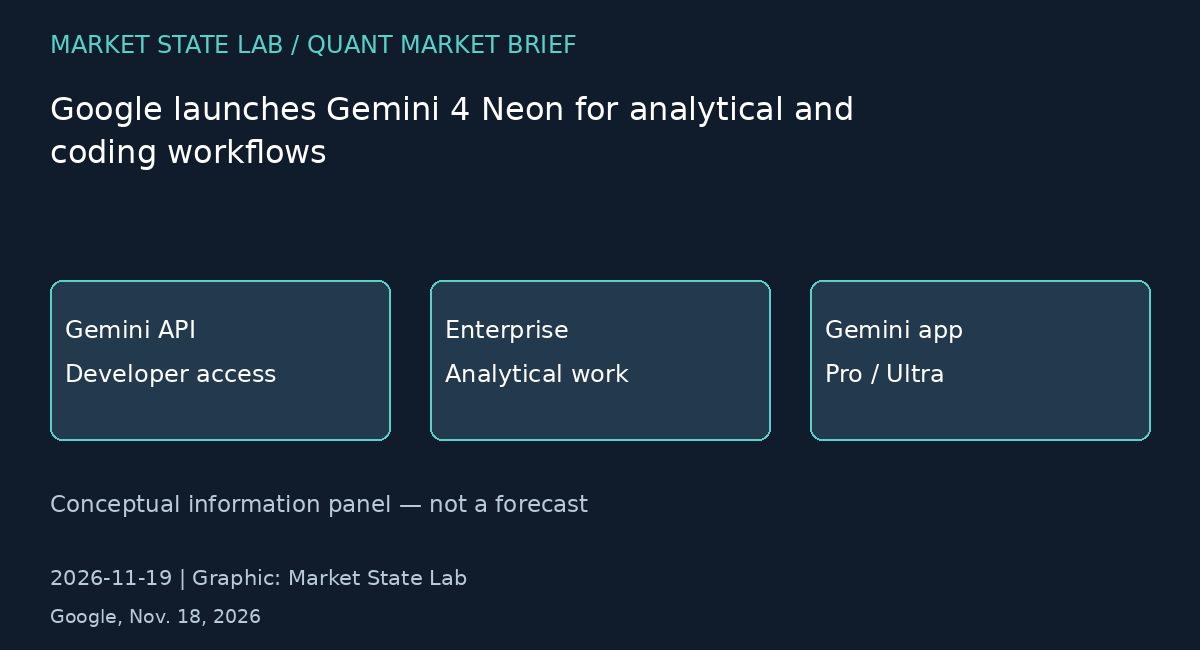 MARKET STATE LAB / QUANT MARKET BRIEF
Google launches Gemini 4 Neon for analytical and
coding workflows
Gemini API
Developer access
Enterprise
Analytical work
Gemini app
Pro / Ultra
Conceptual information panel — not a forecast
2026-11-19 | Graphic: Market State Lab
Google, Nov. 18, 2026